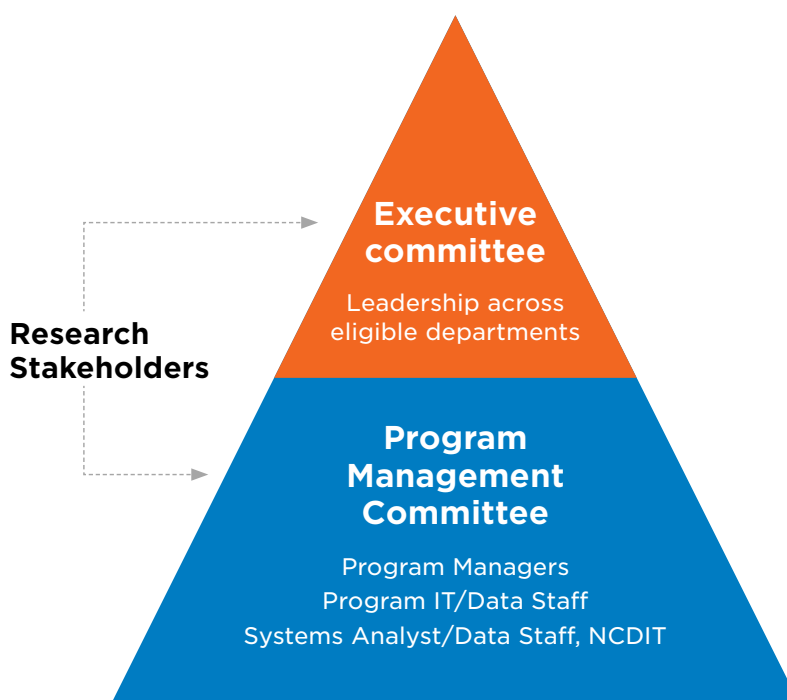 Executive
committee
Leadership across
eligible departments
Research
Stakeholders
Program
Management
Committee
Program Managers
Program IT/Data Staff
Systems Analyst/Data Staff, NCDIT